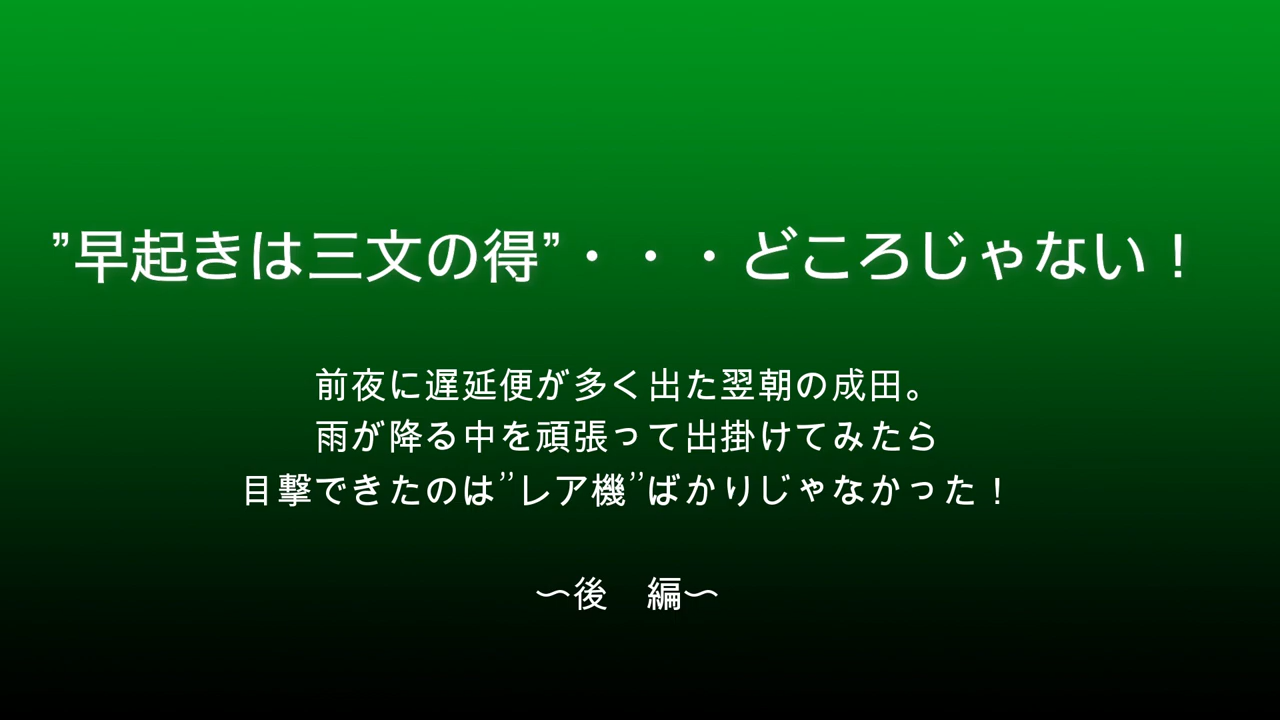 ”早起きは三文の得”・・・どころじゃない！
前夜に遅延便が多く出た翌朝の成田。
雨が降る中を頑張って出掛けてみたら
目撃できたのは”レア機”ばかりじゃなかった！
〜後　編〜